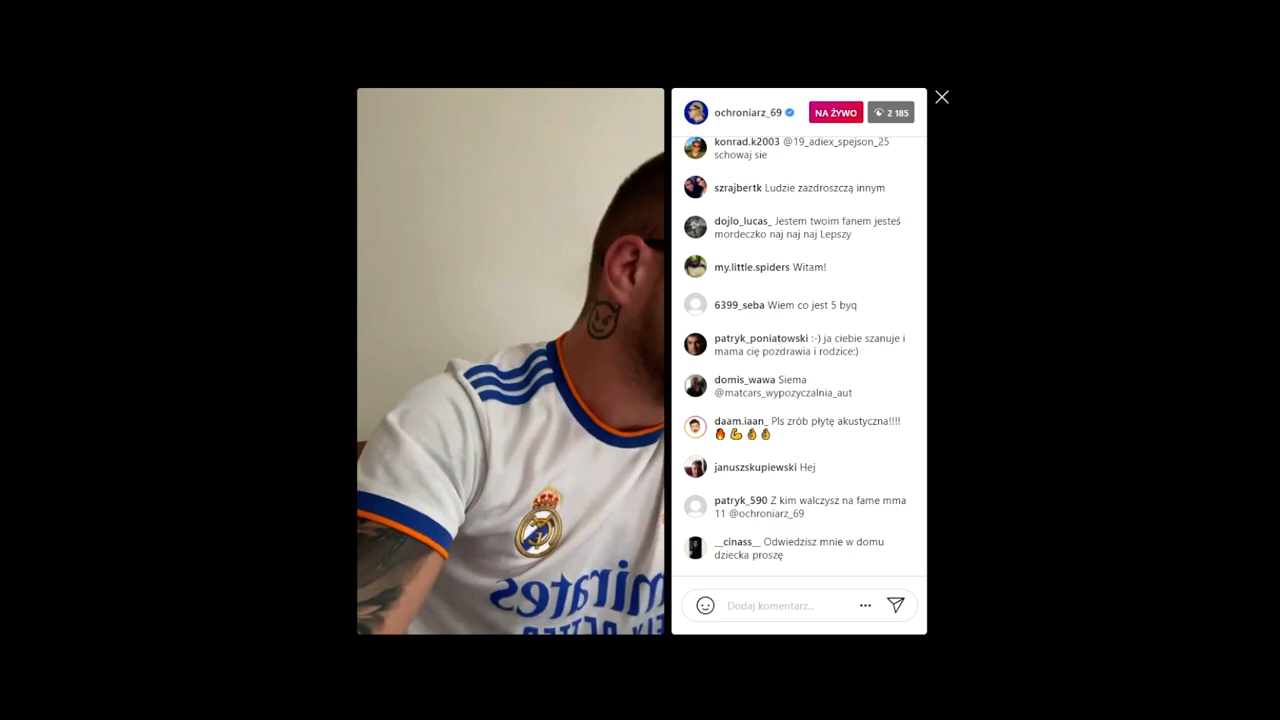 ochroniarz_69
NA ŻYWO
2 185
konrad.k2003 @19_adiex_spejson_25
schowaj sie
szrajbertk Ludzie zazdroszczą innym
dojlo_lucas_ Jestem twoim fanem jesteś
mordeczko naj naj naj Lepszy
my.little.spiders Witam!
6399_seba Wiem co jest 5 byq
patryk_poniatowski :-) ja ciebie szanuje i
mama cię pozdrawia i rodzice:)
domis_wawa Siema
@matcars_wypozyczalnia_aut
daam.iaan_ Pls zrób płytę akustyczna!!!!
🔥 💪 👌 👌
januszskupiewski Hej
patryk_590 Z kim walczysz na fame mma
11 @ochroniarz_69
__cinass__ Odwiedzisz mnie w domu
dziecka proszę
Dodaj komentarz...
mirates